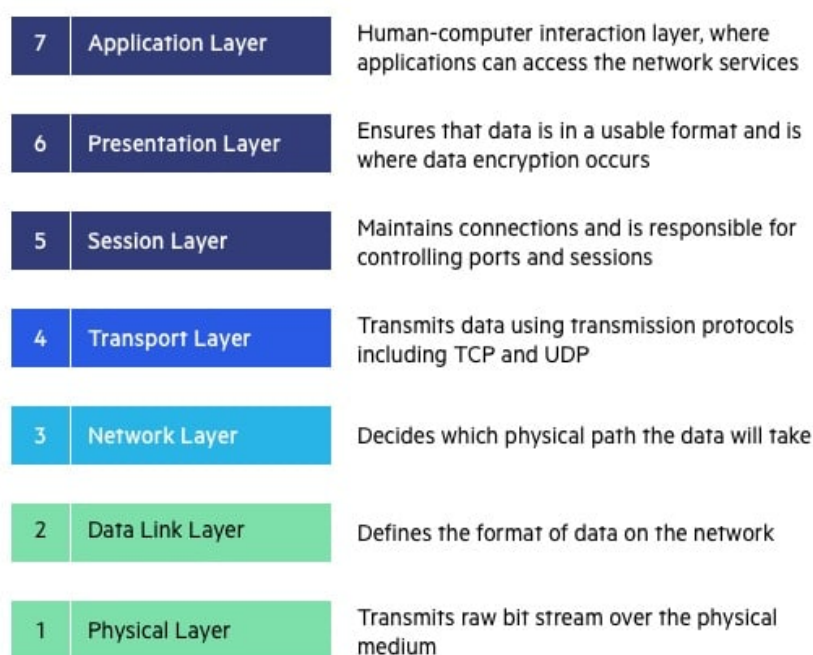 7 Application Layer
Human-computer interaction layer, where
applications can access the network services
6 Presentation Layer
Ensures that data is in a usable format and is
where data encryption occurs
5 Session Layer
Maintains connections and is responsible for
controlling ports and sessions
4 Transport Layer
Transmits data using transmission protocols
including TCP and UDP
3 Network Layer
Decides which physical path the data will take
2 Data Link Layer
Defines the format of data on the network
1 Physical Layer
Transmits raw bit stream over the physical
medium